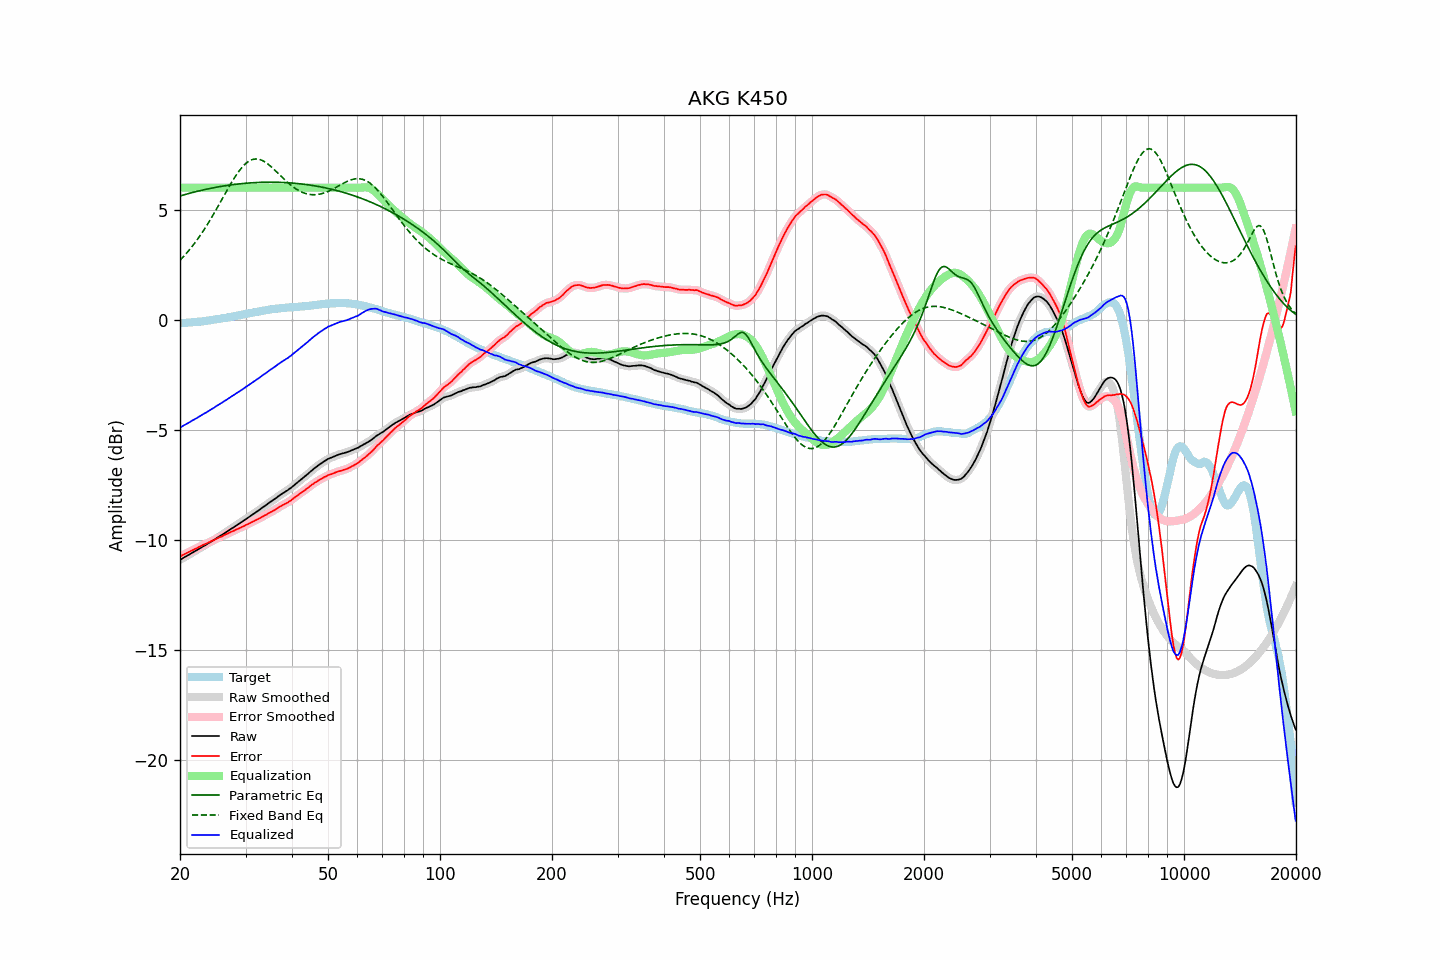 AKG K450
Amplitude (dBr)
5
0
−5
−10
−15
−20
Target
Raw Smoothed
Error Smoothed
Raw
Error
Equalization
Parametric Eq
Fixed Band Eq
Equalized
20 50 100 200 500 1000 2000 5000 10000 20000
Frequency (Hz)